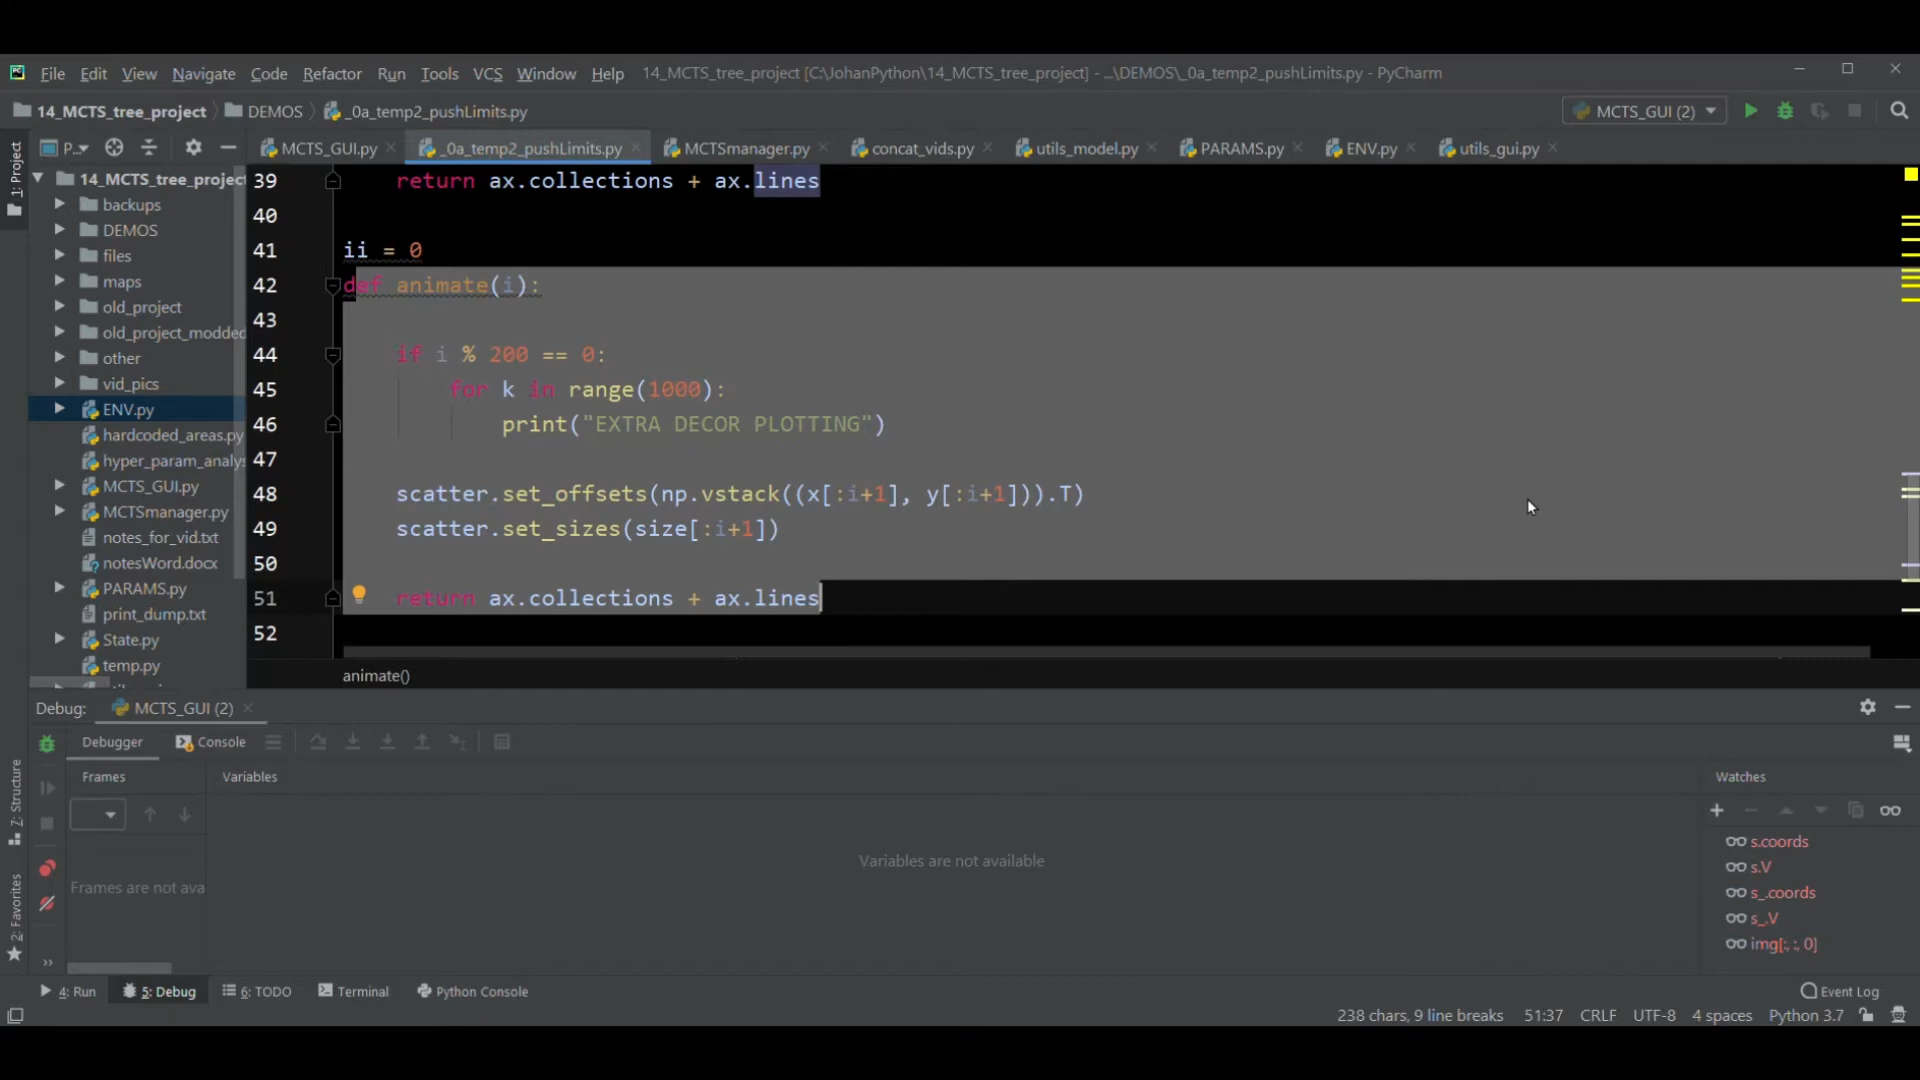 File Edit View Navigate Code Refactor Run Tools VCS Window Help 14_MCTS_tree_project [C:\JohanPython\14_MCTS_tree_project] - ...\DEMOS\_0a_temp2_pushLimits.py - PyCharm
14_MCTS_tree_project DEMOS _0a_temp2_pushLimits.py MCTS_GUI (2)
1: Project
P... MCTS_GUI.py _0a_temp2_pushLimits.py MCTSmanager.py concat_vids.py utils_model.py PARAMS.py ENV.py utils_gui.py
14_MCTS_tree_project
backups
DEMOS
files
maps
old_project
old_project_modded
other
vid_pics
ENV.py
hardcoded_areas.py
hyper_param_analys
MCTS_GUI.py
MCTSmanager.py
notes_for_vid.txt
notesWord.docx
PARAMS.py
print_dump.txt
State.py
temp.py
39 return ax.collections + ax.lines
40
41 ii = 0
42 def animate(i):
43
44 if i % 200 == 0:
45 for k in range(1000):
46 print("EXTRA DECOR PLOTTING")
47
48 scatter.set_offsets(np.vstack((x[:i+1], y[:i+1])).T)
49 scatter.set_sizes(size[:i+1])
50
51 return ax.collections + ax.lines
52
animate()
Debug: MCTS_GUI (2)
Debugger Console
Frames Variables Watches
Frames are not ava
Variables are not available
s.coords
s.V
s_.coords
s_.V
img[:, :, 0]
Z: Structure
2: Favorites
4: Run 5: Debug 6: TODO Terminal Python Console Event Log
238 chars, 9 line breaks 51:37 CRLF UTF-8 4 spaces Python 3.7